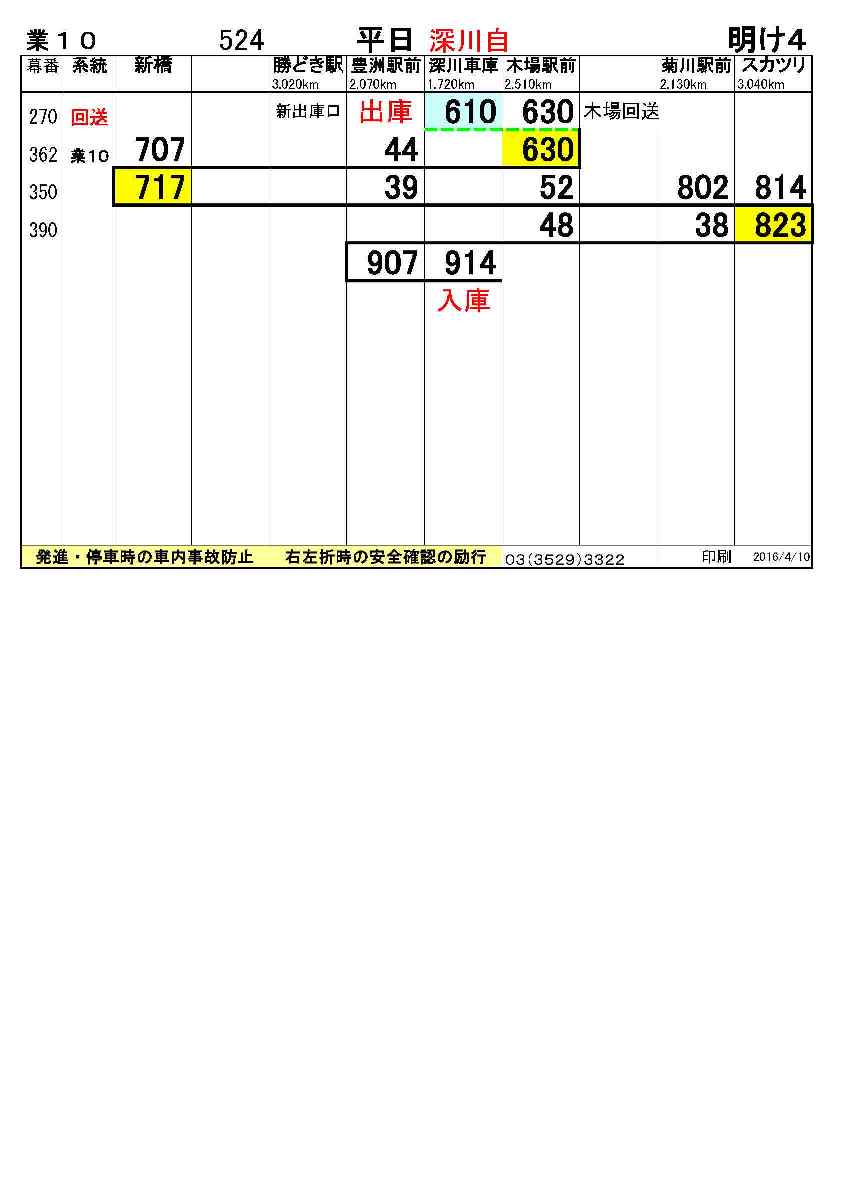 業１０ 524 平日 深川自 明け４
幕番 系統 新橋 勝どき駅 豊洲駅前 深川車庫 木場駅前 菊川駅前 スカツリ
3.020km 2.070km 1.720km 2.510km 2.130km 3.040km
270 回送 新出庫口 出庫 610 630 木場回送
362 業１０ 707 44 630
350 717 39 52 802 814
390 48 38 823
907 914
入庫
発進・停車時の車内事故防止 右左折時の安全確認の励行 03(3529)3322 印刷 2016/4/10